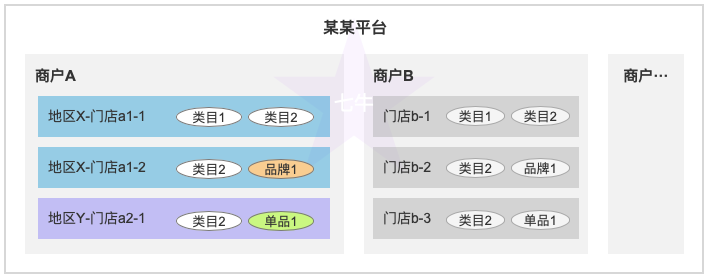 某某平台
商户A
地区X-门店a1-1 类目1 类目2
地区X-门店a1-2 类目2 品牌1
地区Y-门店a2-1 类目2 单品1
七牛
商户B
门店b-1 类目1 类目2
门店b-2 类目2 品牌1
门店b-3 类目2 单品1
商户…